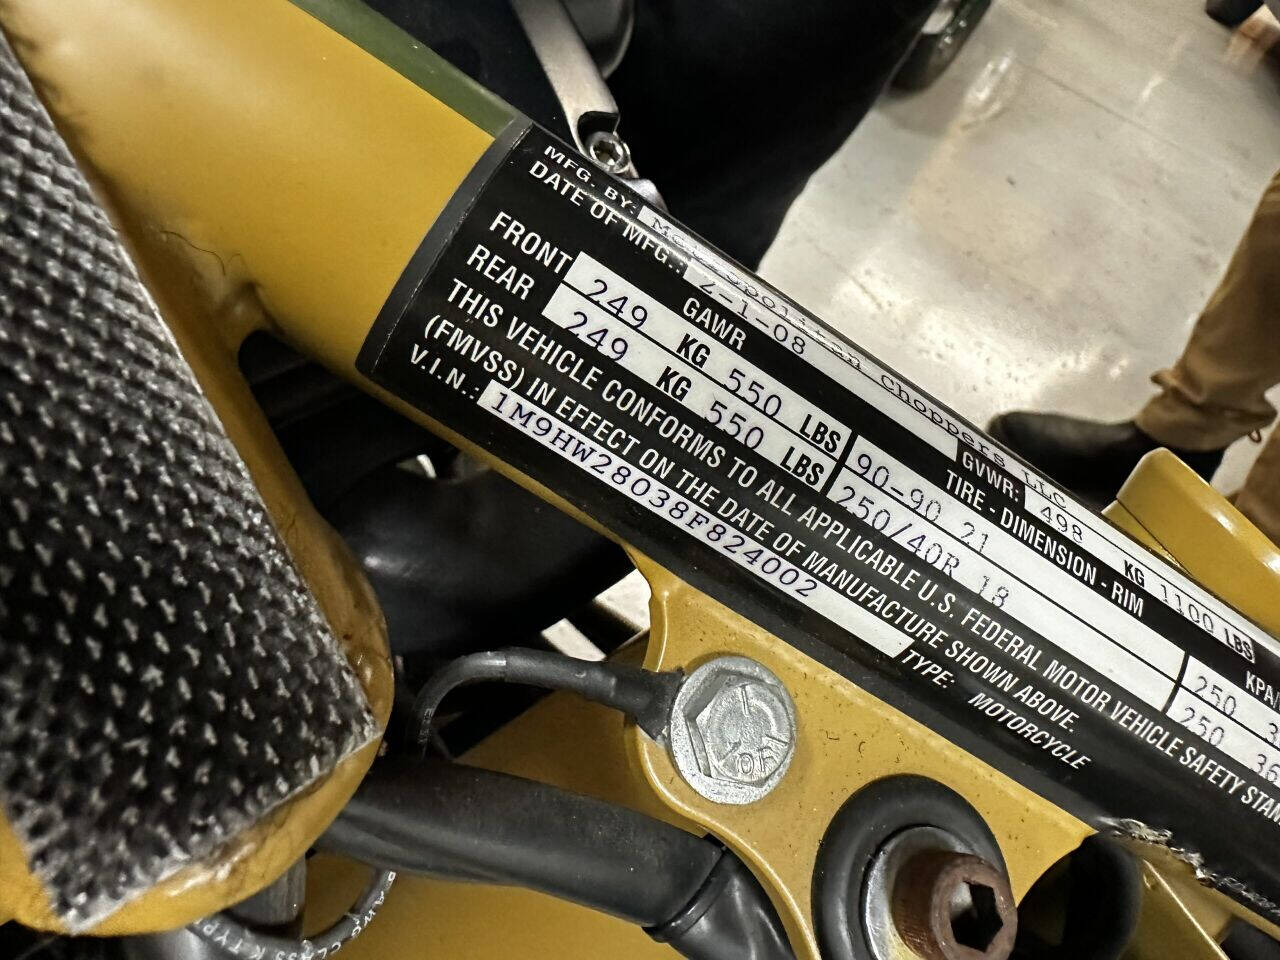 MFG. BY: Metropolitan Choppers LLC
DATE OF MFG.: 2-1-08 GVWR: 498 KG 1100 LBS
GAWR TIRE - DIMENSION - RIM
FRONT 249 KG 550 LBS 90-90 21 250
REAR 249 KG 550 LBS 250/40R 18 250 36
THIS VEHICLE CONFORMS TO ALL APPLICABLE U.S. FEDERAL MOTOR VEHICLE SAFETY
(FMVSS) IN EFFECT ON THE DATE OF MANUFACTURE SHOWN ABOVE.
V.I.N.: 1M9HW28038F824002 TYPE: MOTORCYCLE